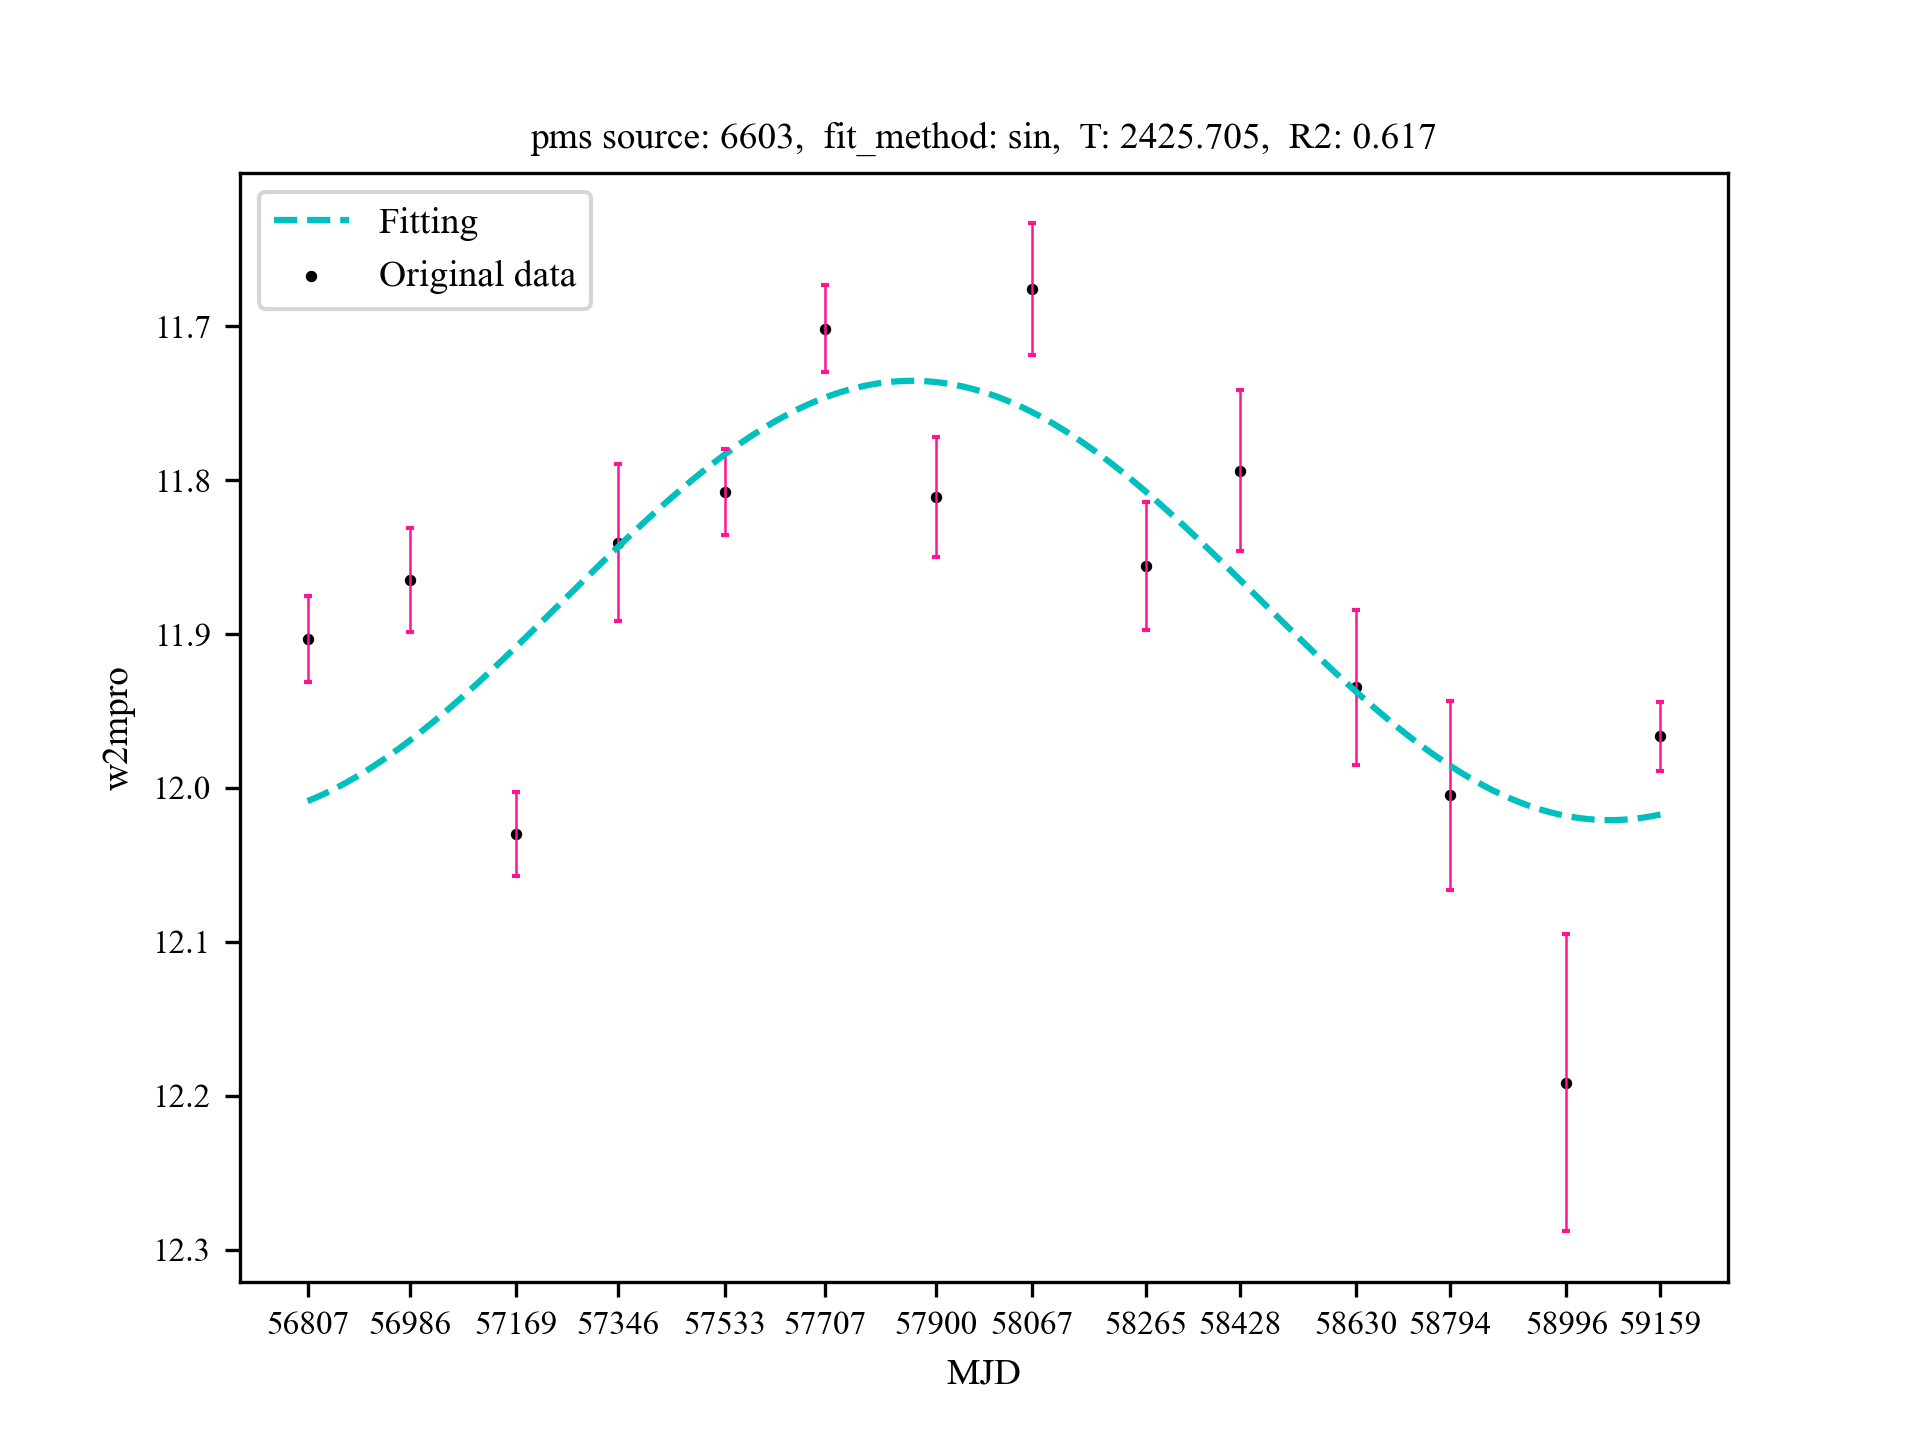 pms source: 6603,  fit_method: sin,  T: 2425.705,  R2: 0.617
Fitting
Original data
11.7
11.8
11.9
12.0
12.1
12.2
12.3
w2mpro
56807 56986 57169 57346 57533 57707 57900 58067 58265 58428 58630 58794 58996 59159
MJD